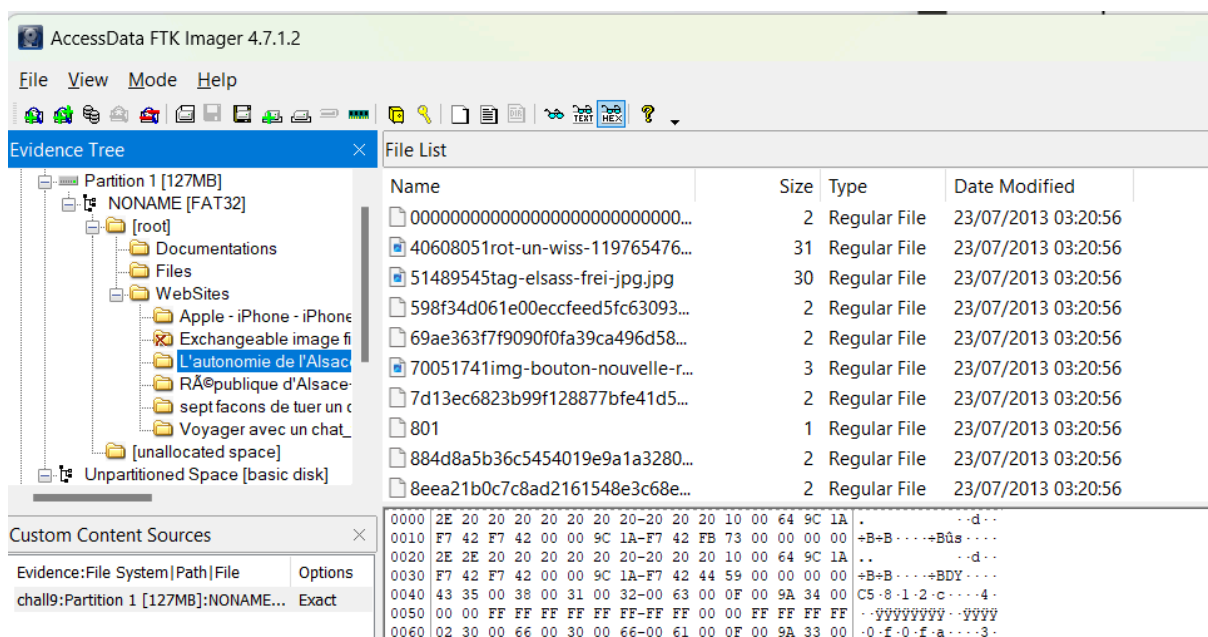 AccessData FTK Imager 4.7.1.2
File View Mode Help
Evidence Tree
Partition 1 [127MB]
NONAME [FAT32]
[root]
Documentations
Files
WebSites
Apple - iPhone - iPhone
Exchangeable image fi
L'autonomie de l'Alsac
RÃ©publique d'Alsace-
sept facons de tuer un c
Voyager avec un chat_
[unallocated space]
Unpartitioned Space [basic disk]
Custom Content Sources
Evidence:File System|Path|File Options
chall9:Partition 1 [127MB]:NONAME... Exact
File List
Name Size Type Date Modified
0000000000000000000000000000... 2 Regular File 23/07/2013 03:20:56
40608051rot-un-wiss-119765476... 31 Regular File 23/07/2013 03:20:56
51489545tag-elsass-frei-jpg.jpg 30 Regular File 23/07/2013 03:20:56
598f34d061e00eccfeed5fc63093... 2 Regular File 23/07/2013 03:20:56
69ae363f7f9090f0fa39ca496d58... 2 Regular File 23/07/2013 03:20:56
70051741img-bouton-nouvelle-r... 3 Regular File 23/07/2013 03:20:56
7d13ec6823b99f128877bfe41d5... 2 Regular File 23/07/2013 03:20:56
801 1 Regular File 23/07/2013 03:20:56
884d8a5b36c5454019e9a1a3280... 2 Regular File 23/07/2013 03:20:56
8eea21b0c7c8ad2161548e3c68e... 2 Regular File 23/07/2013 03:20:56
0000 2E 20 20 20 20 20 20 20-20 20 20 10 00 64 9C 1A . ··d··
0010 F7 42 F7 42 00 00 9C 1A-F7 42 FB 73 00 00 00 00 ÷B÷B····÷Bûs····
0020 2E 2E 20 20 20 20 20 20-20 20 20 10 00 64 9C 1A .. ··d··
0030 F7 42 F7 42 00 00 9C 1A-F7 42 44 59 00 00 00 00 ÷B÷B····÷BDY····
0040 43 35 00 38 00 31 00 32-00 63 00 0F 00 9A 34 00 C5·8·1·2·c····4·
0050 00 00 FF FF FF FF FF FF-FF FF 00 00 FF FF FF FF ··ÿÿÿÿÿÿÿÿ··ÿÿÿÿ
0060 02 30 00 66 00 30 00 66-00 61 00 0F 00 9A 33 00 ·0·f·0·f·a····3·